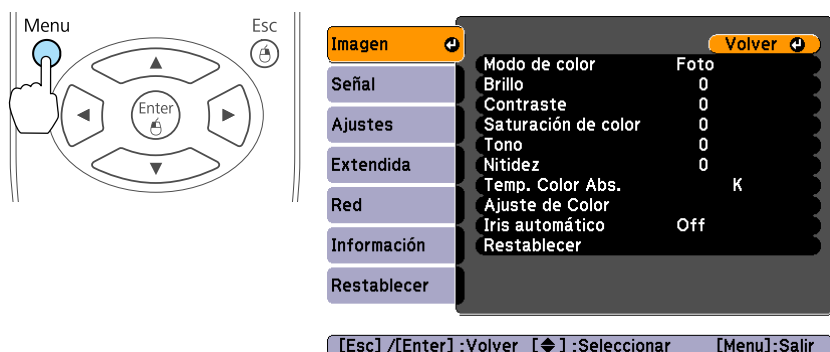 Menu
Esc
Enter
Imagen
Señal
Ajustes
Extendida
Red
Información
Restablecer
Volver
Modo de color Foto
Brillo 0
Contraste 0
Saturación de color 0
Tono 0
Nitidez 0
Temp. Color Abs. K
Ajuste de Color
Iris automático Off
Restablecer
[Esc] /[Enter] :Volver [◆] :Seleccionar [Menu]:Salir